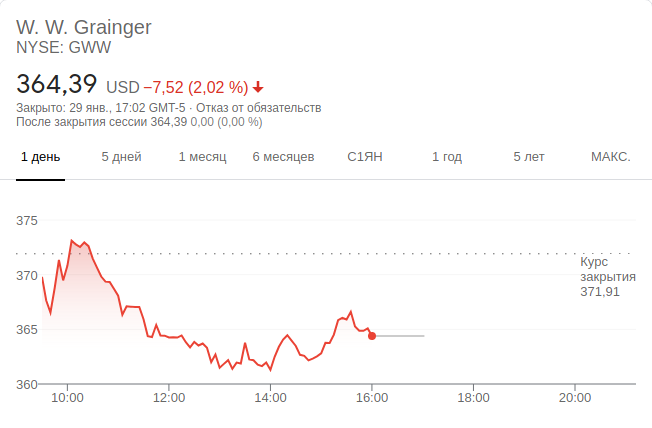 W. W. Grainger
NYSE: GWW
364,39 USD −7,52 (2,02 %)
Закрыто: 29 янв., 17:02 GMT-5 · Отказ от обязательств
После закрытия сессии 364,39 0,00 (0,00 %)
1 день 5 дней 1 месяц 6 месяцев С1ЯН 1 год 5 лет МАКС.
375
370
365
360
Курс
закрытия
371,91
10:00 12:00 14:00 16:00 18:00 20:00